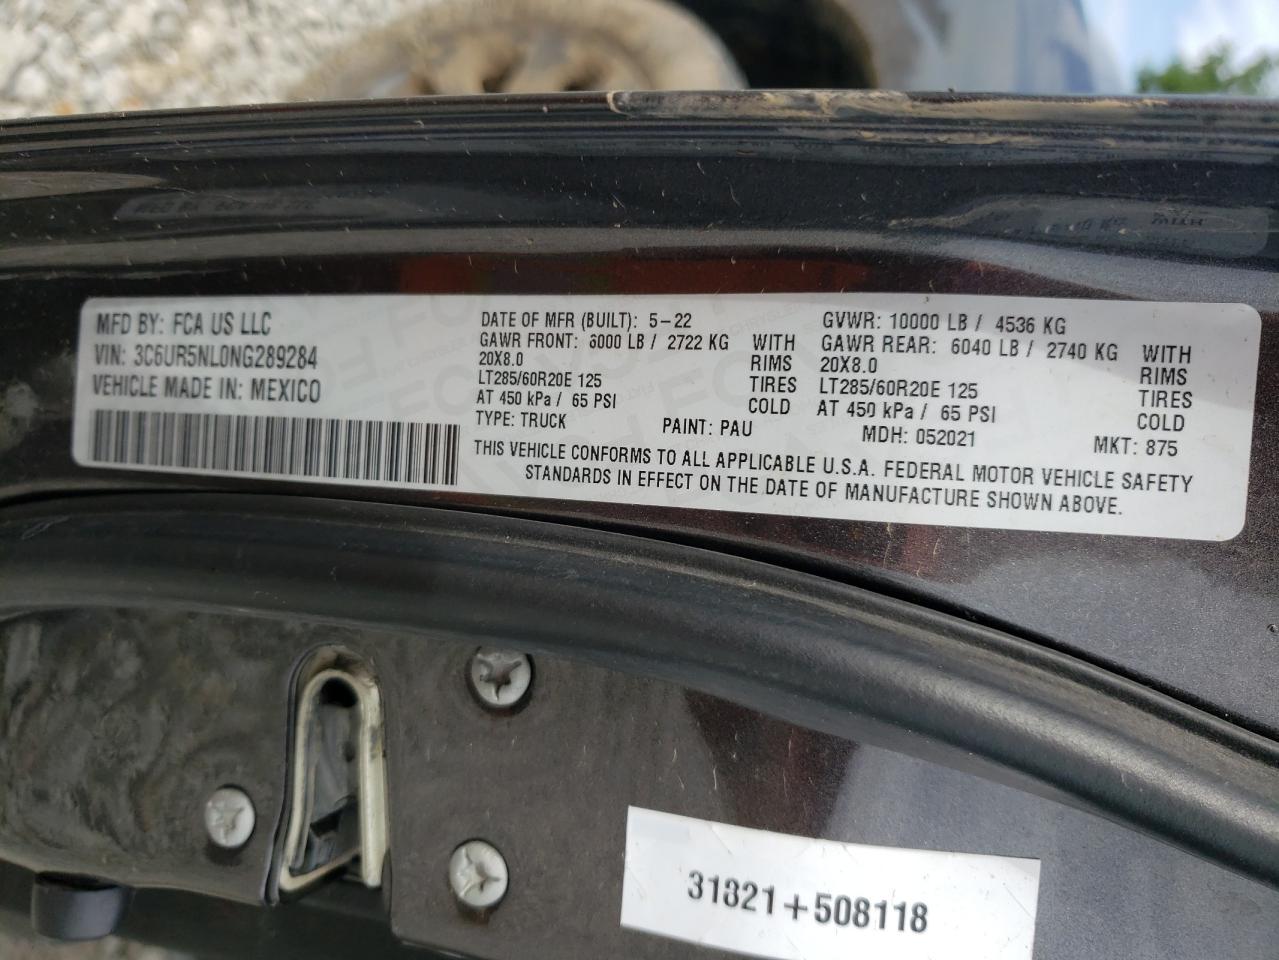 MFD BY: FCA US LLC
VIN: 3C6UR5NL0NG289284
VEHICLE MADE IN: MEXICO
DATE OF MFR (BUILT): 5-22
GAWR FRONT: 6000 LB / 2722 KG WITH
20X8.0 RIMS
LT285/60R20E 125 TIRES
AT 450 kPa / 65 PSI COLD
TYPE: TRUCK PAINT: PAU
GVWR: 10000 LB / 4536 KG
GAWR REAR: 6040 LB / 2740 KG WITH
20X8.0 RIMS
LT285/60R20E 125 TIRES
AT 450 kPa / 65 PSI COLD
MDH: 052021 MKT: 875
THIS VEHICLE CONFORMS TO ALL APPLICABLE U.S.A. FEDERAL MOTOR VEHICLE SAFETY
STANDARDS IN EFFECT ON THE DATE OF MANUFACTURE SHOWN ABOVE.
31821+508118